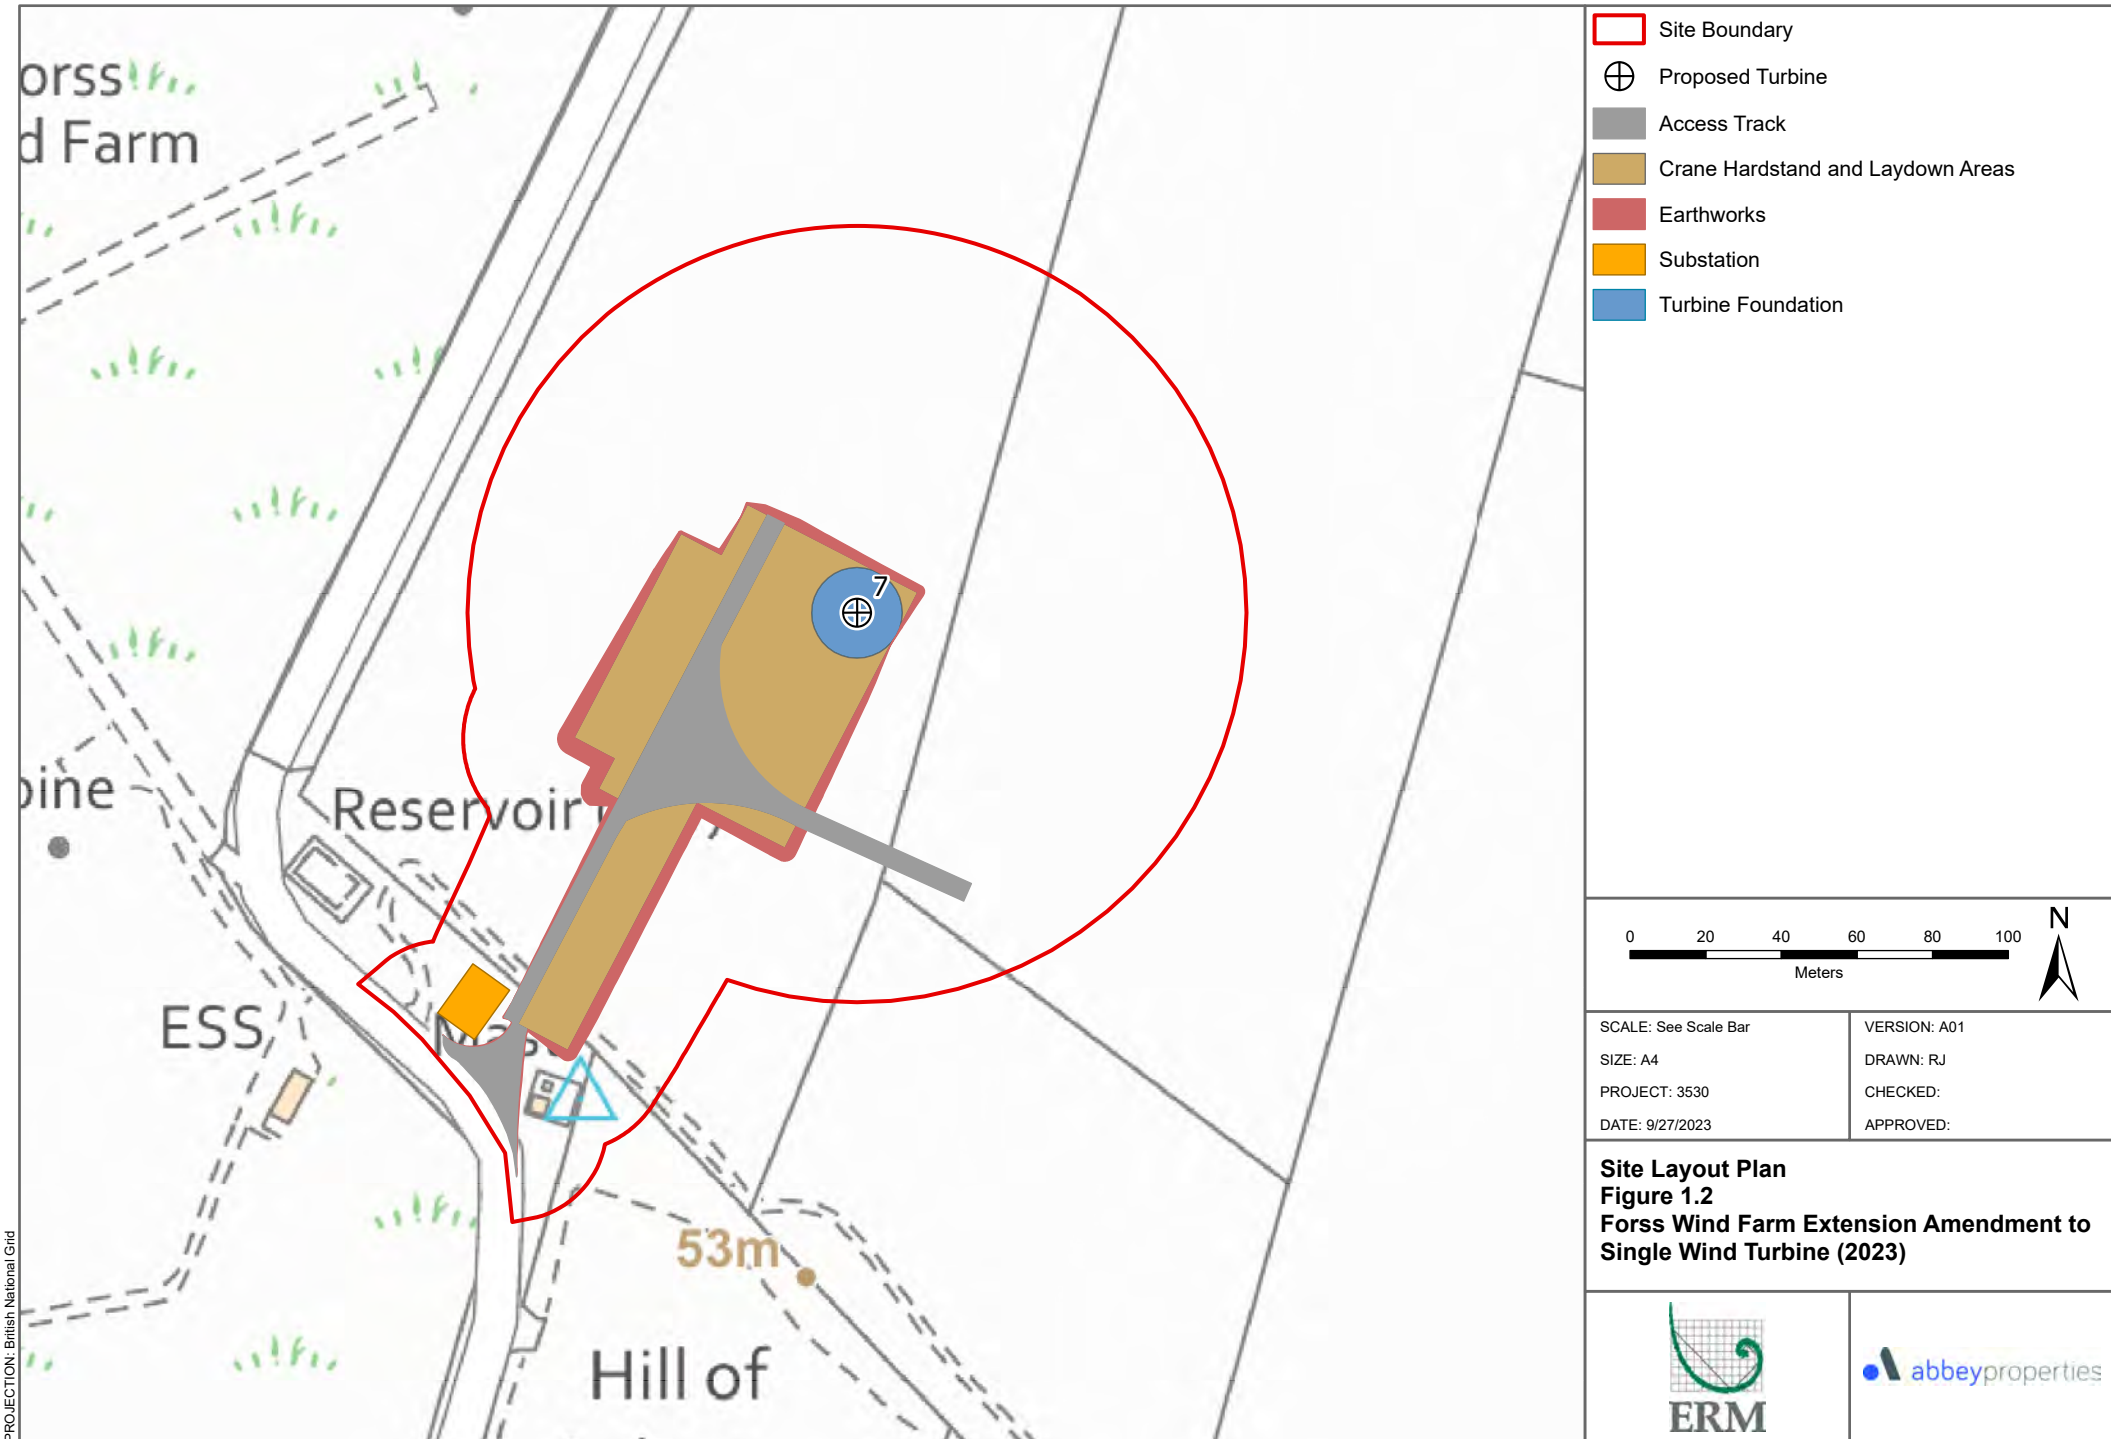 orss
d Farm
7
Reservoir
bine
ESS
53m
Hill of
PROJECTION: British National Grid
Site Boundary
Proposed Turbine
Access Track
Crane Hardstand and Laydown Areas
Earthworks
Substation
Turbine Foundation
0 20 40 60 80 100
Meters
N
SCALE: See Scale Bar
SIZE: A4
PROJECT: 3530
DATE: 9/27/2023
VERSION: A01
DRAWN: RJ
CHECKED:
APPROVED:
Site Layout Plan
Figure 1.2
Forss Wind Farm Extension Amendment to
Single Wind Turbine (2023)
ERM
abbeyproperties